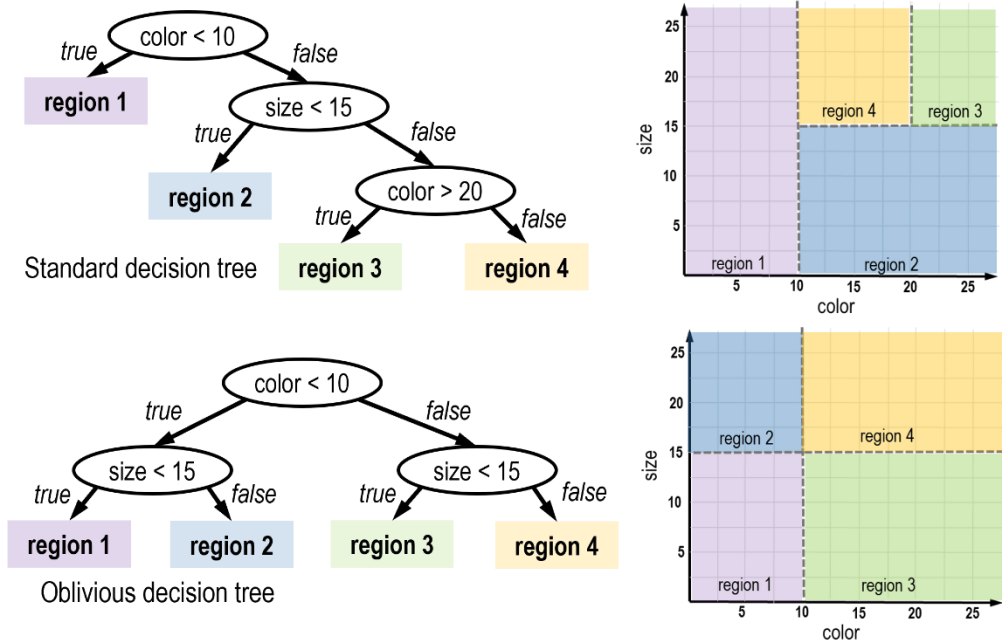 color < 10
true
false
region 1
size < 15
true
false
region 2
color > 20
true
false
region 3
region 4
Standard decision tree
25
20
15
10
5
size
region 4
region 3
region 1
region 2
5
10
15
20
25
color
color < 10
true
false
size < 15
size < 15
true
false
true
false
region 1
region 2
region 3
region 4
Oblivious decision tree
25
20
15
10
5
size
region 2
region 4
region 1
region 3
5
10
15
20
25
color